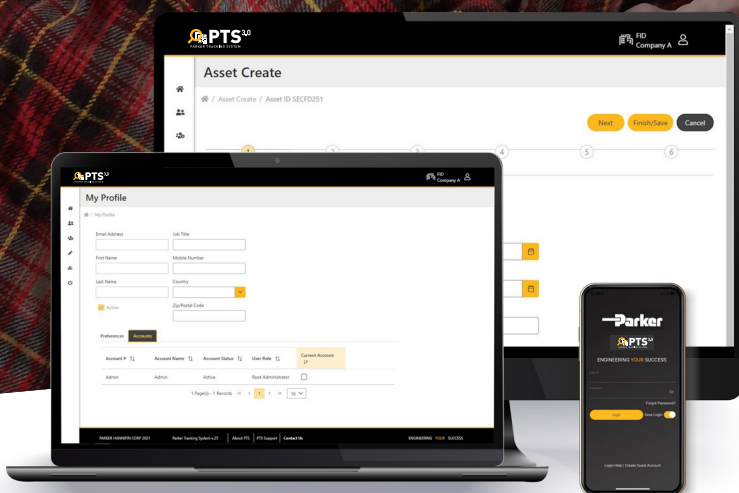 PTS 3.0
PARKER TRACKING SYSTEM
FID
Company A
Asset Create
/ Asset Create / Asset ID SECFD251
Next
Finish/Save
Cancel
1 2 3 4 5 6
PTS 3.0
FID
Company A
My Profile
/ My Profile
Email Address
Job Title
First Name
Mobile Number
Last Name
Country
Active
Zip/Postal Code
Preferences
Accounts
Account #
Account Name
Account Status
User Role
Current Account
Admin
Admin
Active
Root Administrator
1 Page(s) - 1 Records
1
10
PARKER HANNIFIN CORP 2021
Parker Tracking System v.25
About PTS
PTS Support
Contact Us
ENGINEERING YOUR SUCCESS
Parker
PTS 3.0
ENGINEERING YOUR SUCCESS
Forgot Password?
Login
Save Login
Login Help | Create Guest Account